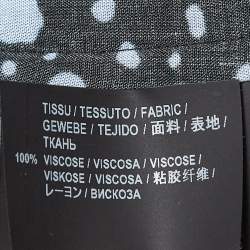 TISSU / TESSUTO / FABRIC /
GEWEBE / TEJIDO / 面料 / 表地 /
ТКАНЬ
100% VISCOSE / VISCOSA / VISCOSE /
VISKOSE / VISCOSA / 粘胶纤维 /
レーヨン / ВИСКОЗА